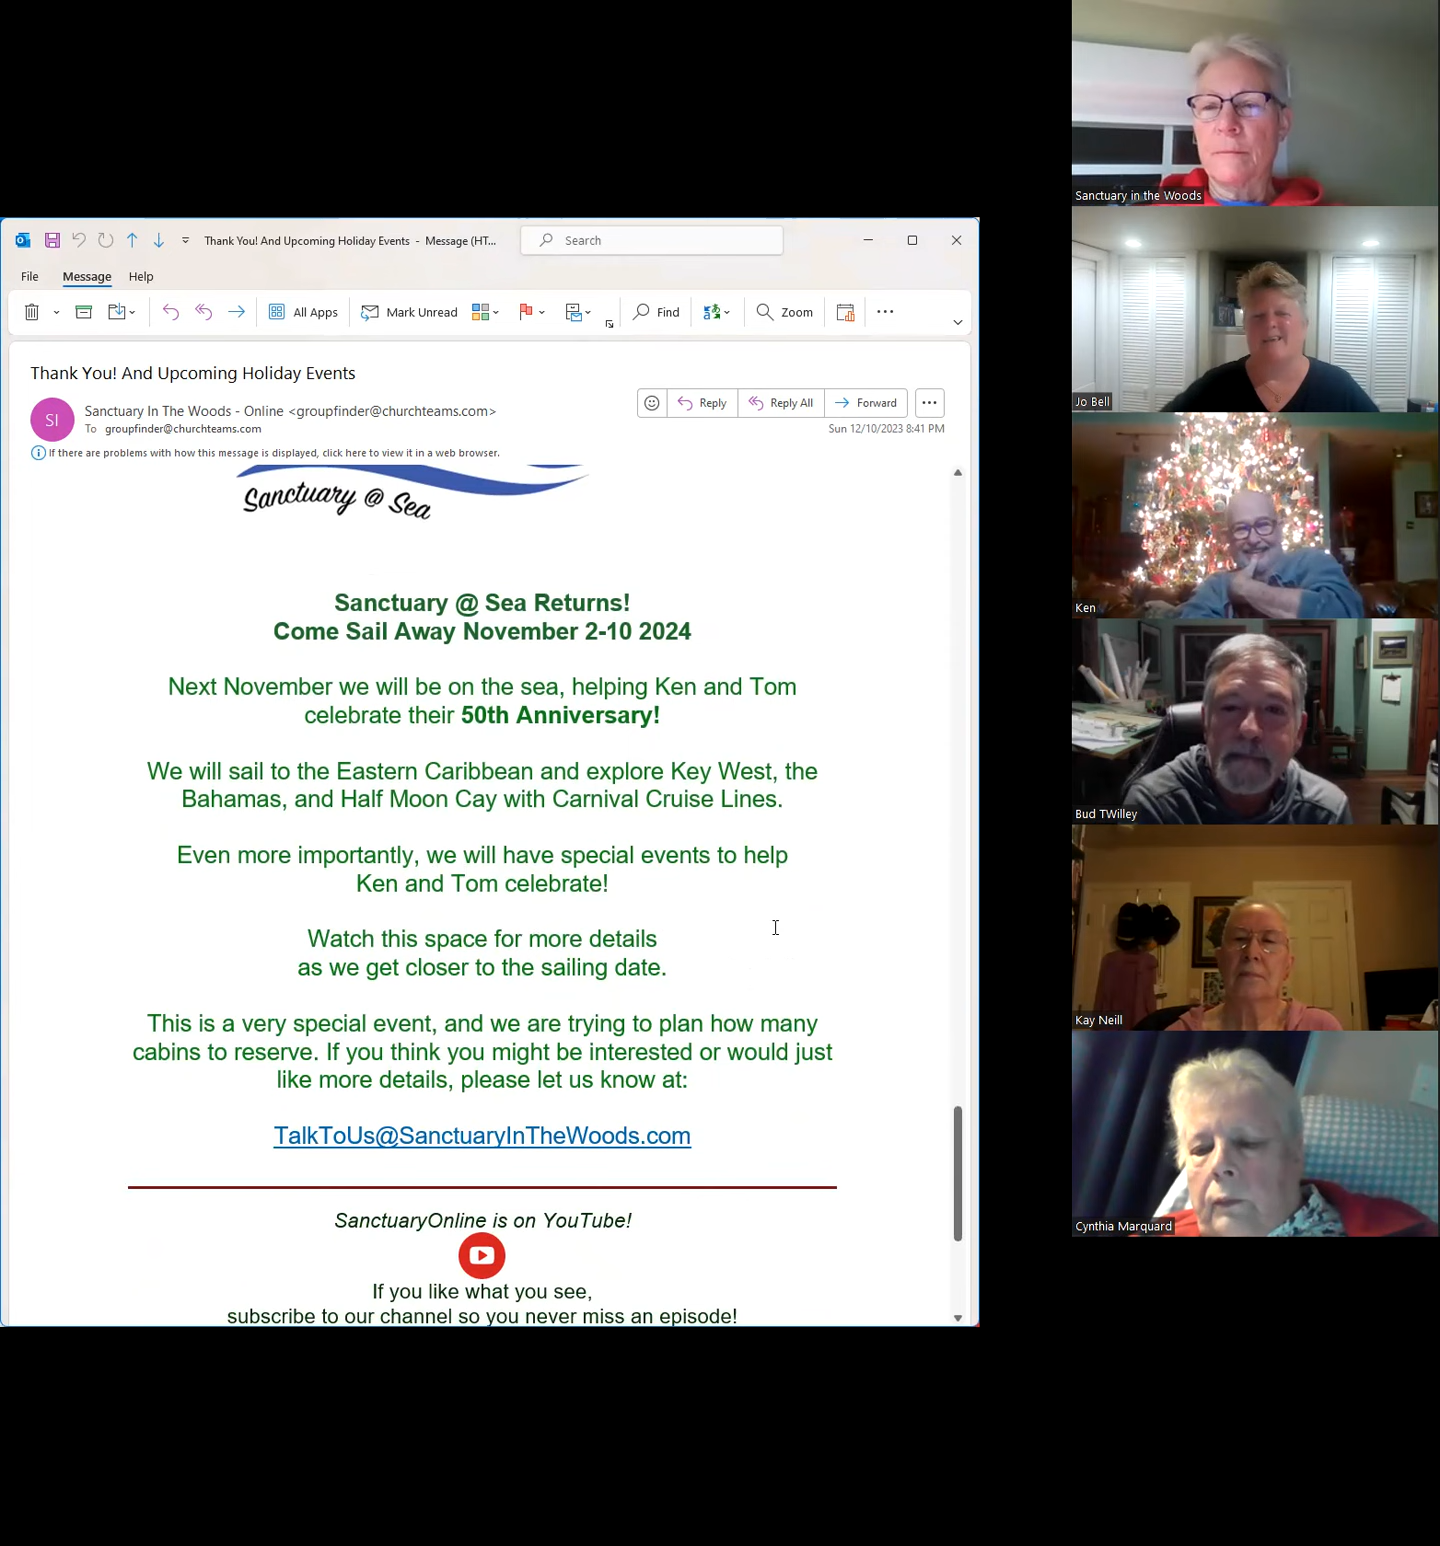 Thank You! And Upcoming Holiday Events - Message (HT...
Search
File Message Help
All Apps Mark Unread Find Zoom
Thank You! And Upcoming Holiday Events
SI
Sanctuary In The Woods - Online <groupfinder@churchteams.com>
To groupfinder@churchteams.com
Reply Reply All Forward
Sun 12/10/2023 8:41 PM
If there are problems with how this message is displayed, click here to view it in a web browser.
Sanctuary @ Sea
Sanctuary @ Sea Returns!
Come Sail Away November 2-10 2024
Next November we will be on the sea, helping Ken and Tom
celebrate their 50th Anniversary!
We will sail to the Eastern Caribbean and explore Key West, the
Bahamas, and Half Moon Cay with Carnival Cruise Lines.
Even more importantly, we will have special events to help
Ken and Tom celebrate!
Watch this space for more details
as we get closer to the sailing date.
This is a very special event, and we are trying to plan how many
cabins to reserve. If you think you might be interested or would just
like more details, please let us know at:
TalkToUs@SanctuaryInTheWoods.com
SanctuaryOnline is on YouTube!
If you like what you see,
subscribe to our channel so you never miss an episode!
Sanctuary in the Woods
Jo Bell
Ken
Bud TWilley
Kay Neill
Cynthia Marquard